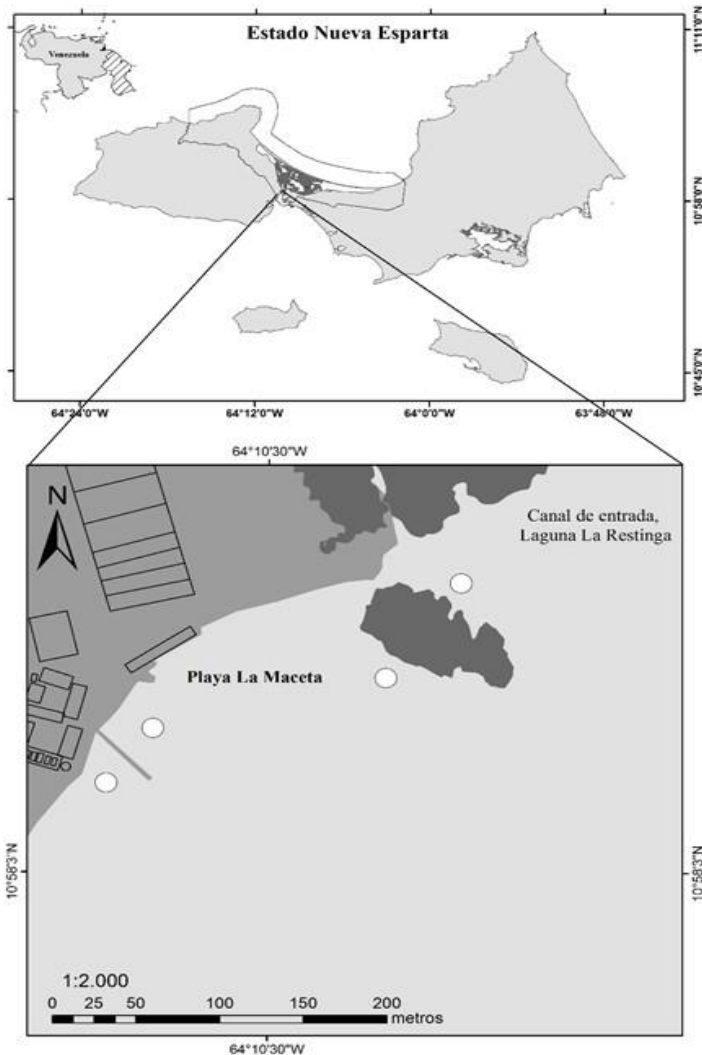 Estado Nueva Esparta
Venezuela
11°11'0"N
10°58'0"N
10°45'0"N
64°24'0"W
64°12'0"W
64°0'0"W
63°48'0"W
64°10'30"W
N
Canal de entrada,
Laguna La Restinga
Playa La Maceta
10°58'3"N
10°58'3"N
1:2.000
0 25 50 100 150 200
metros
64°10'30"W